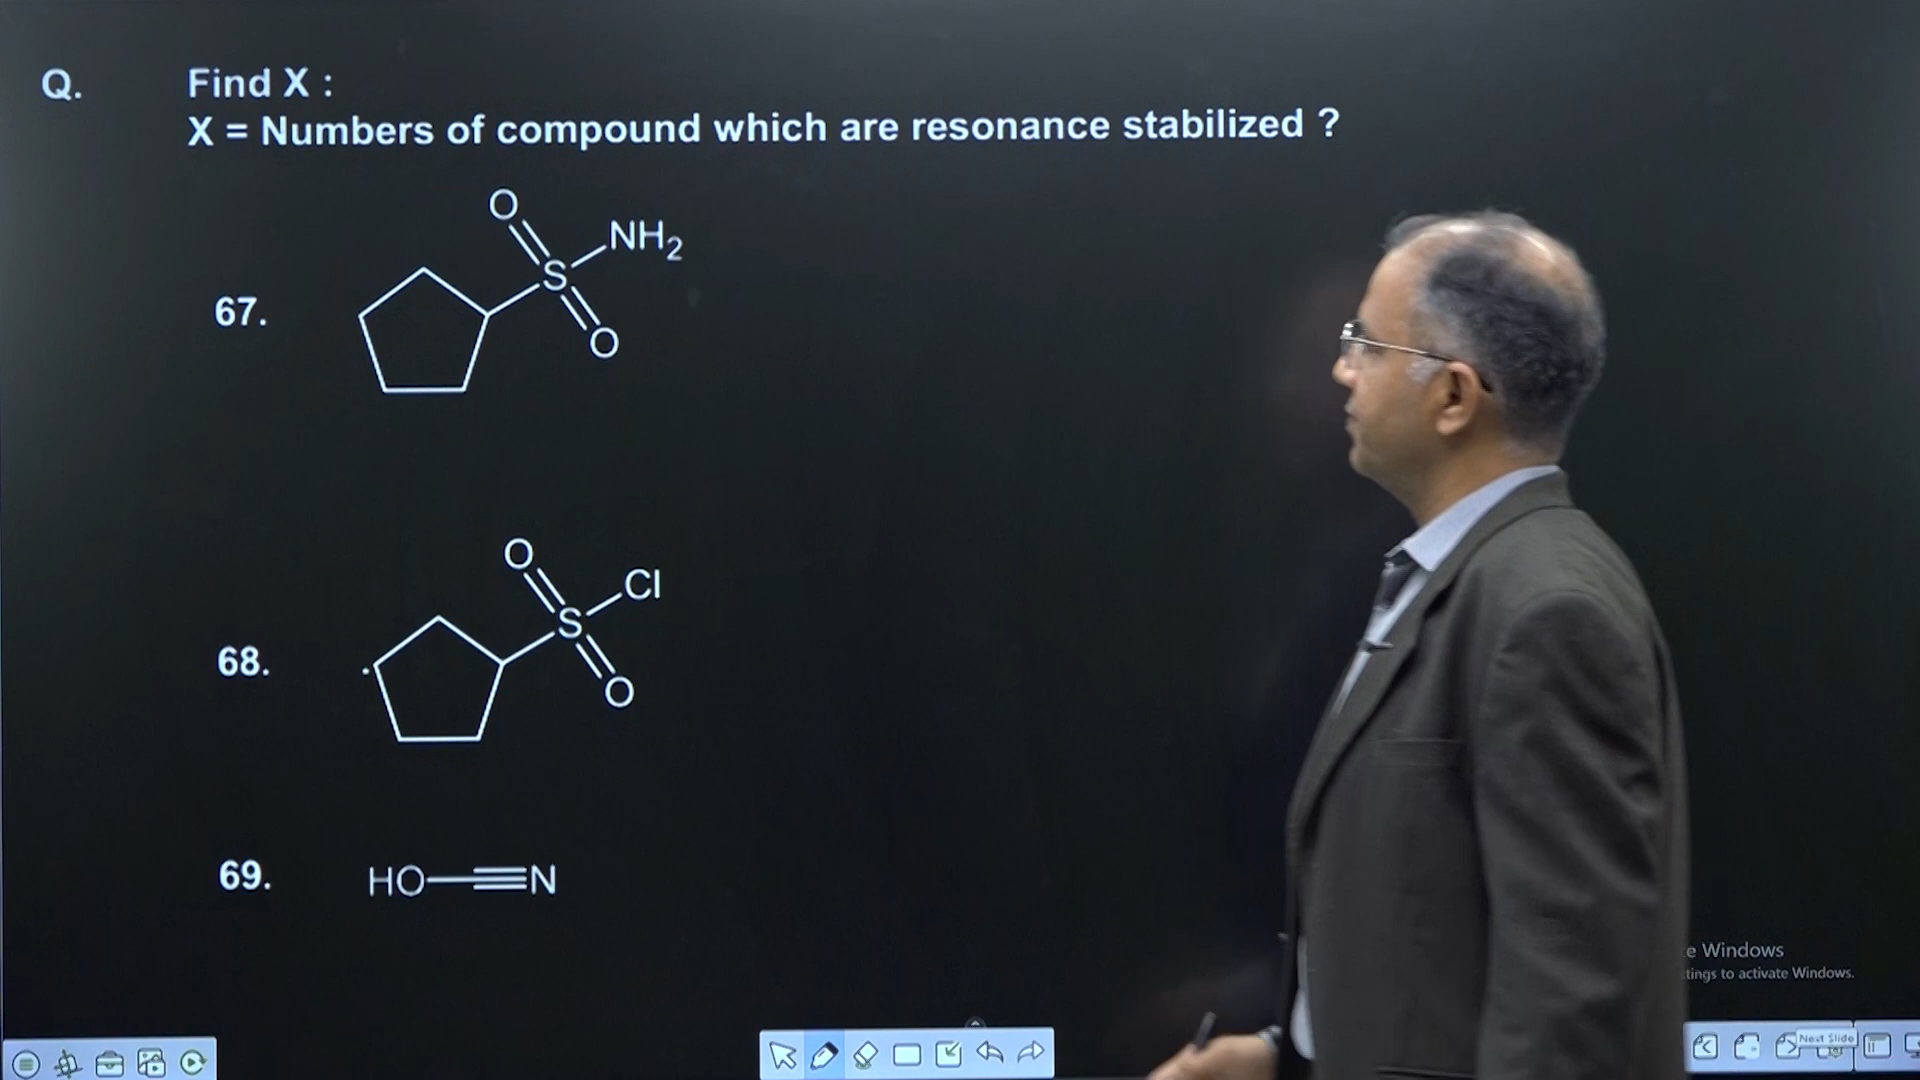 Q. Find X :
X = Numbers of compound which are resonance stabilized ?
67.
O
NH2
S
O
68.
O
Cl
S
O
69. HO—≡N
e Windows
tings to activate Windows.
Next Slide